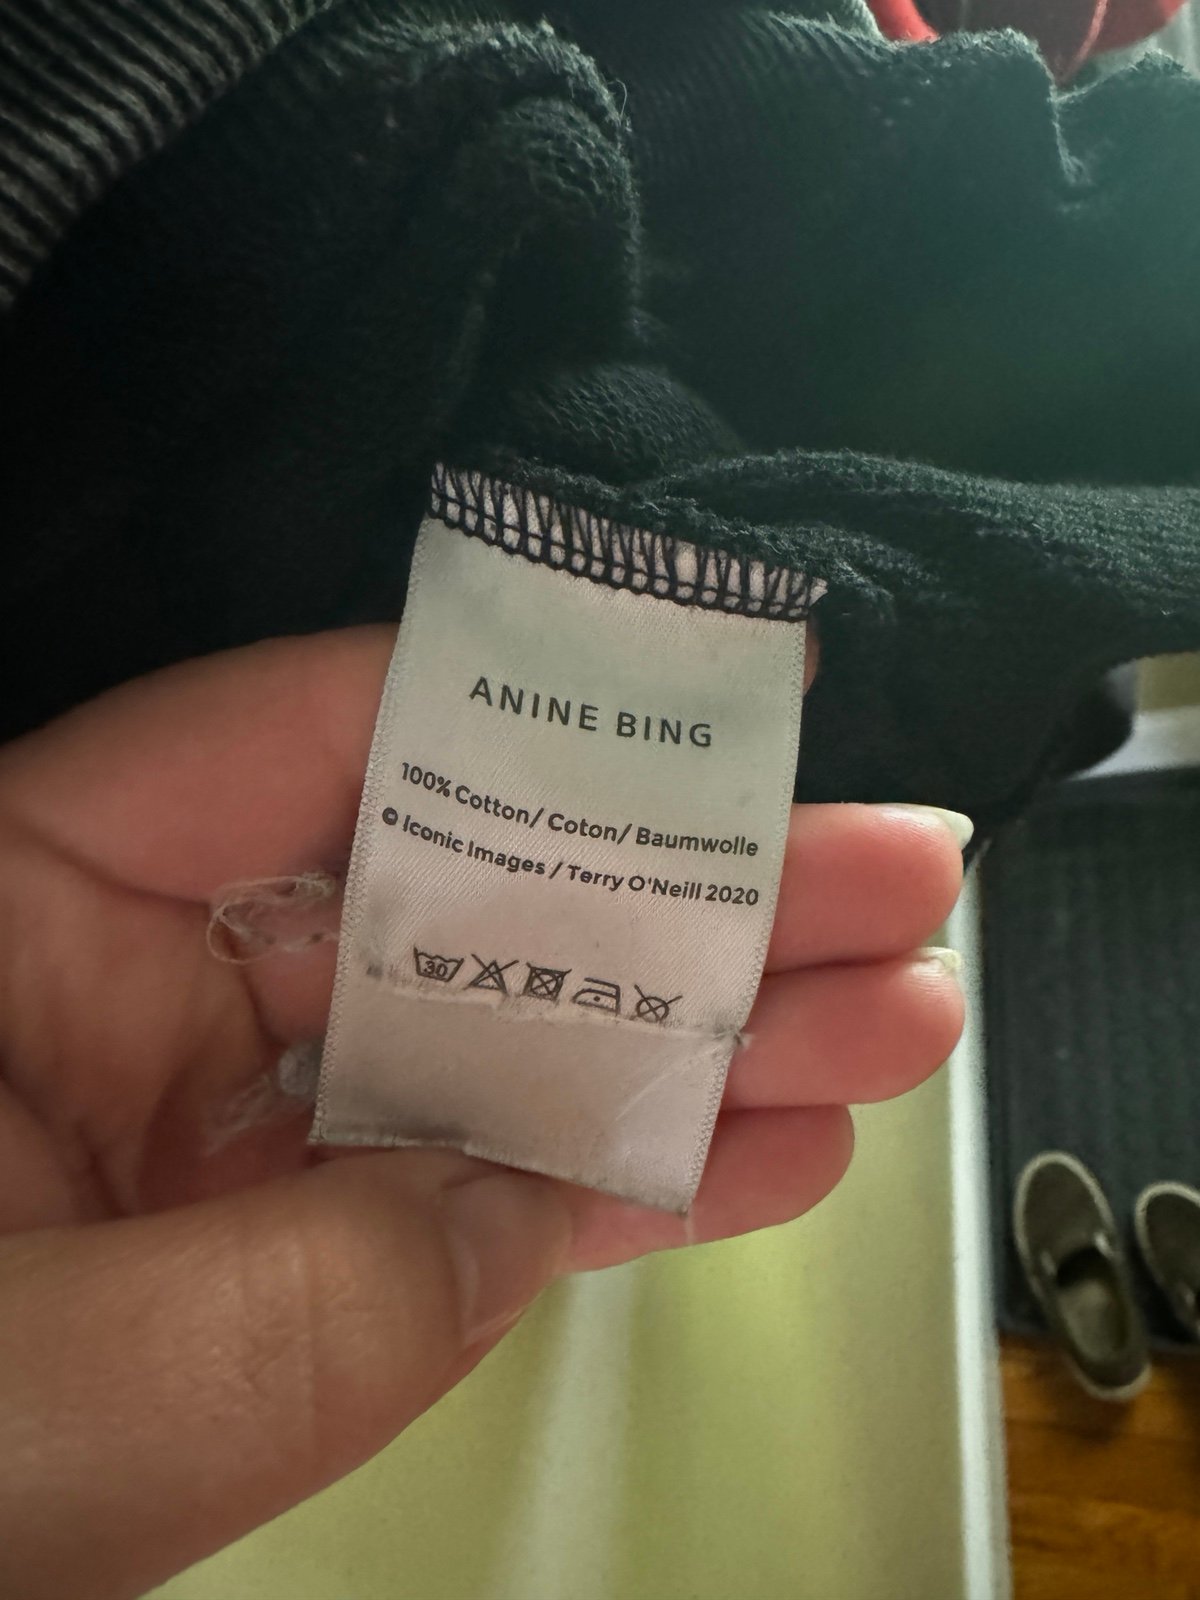 ANINE BING
100% Cotton/ Coton/ Baumwolle
© Iconic Images / Terry O'Neill 2020
30